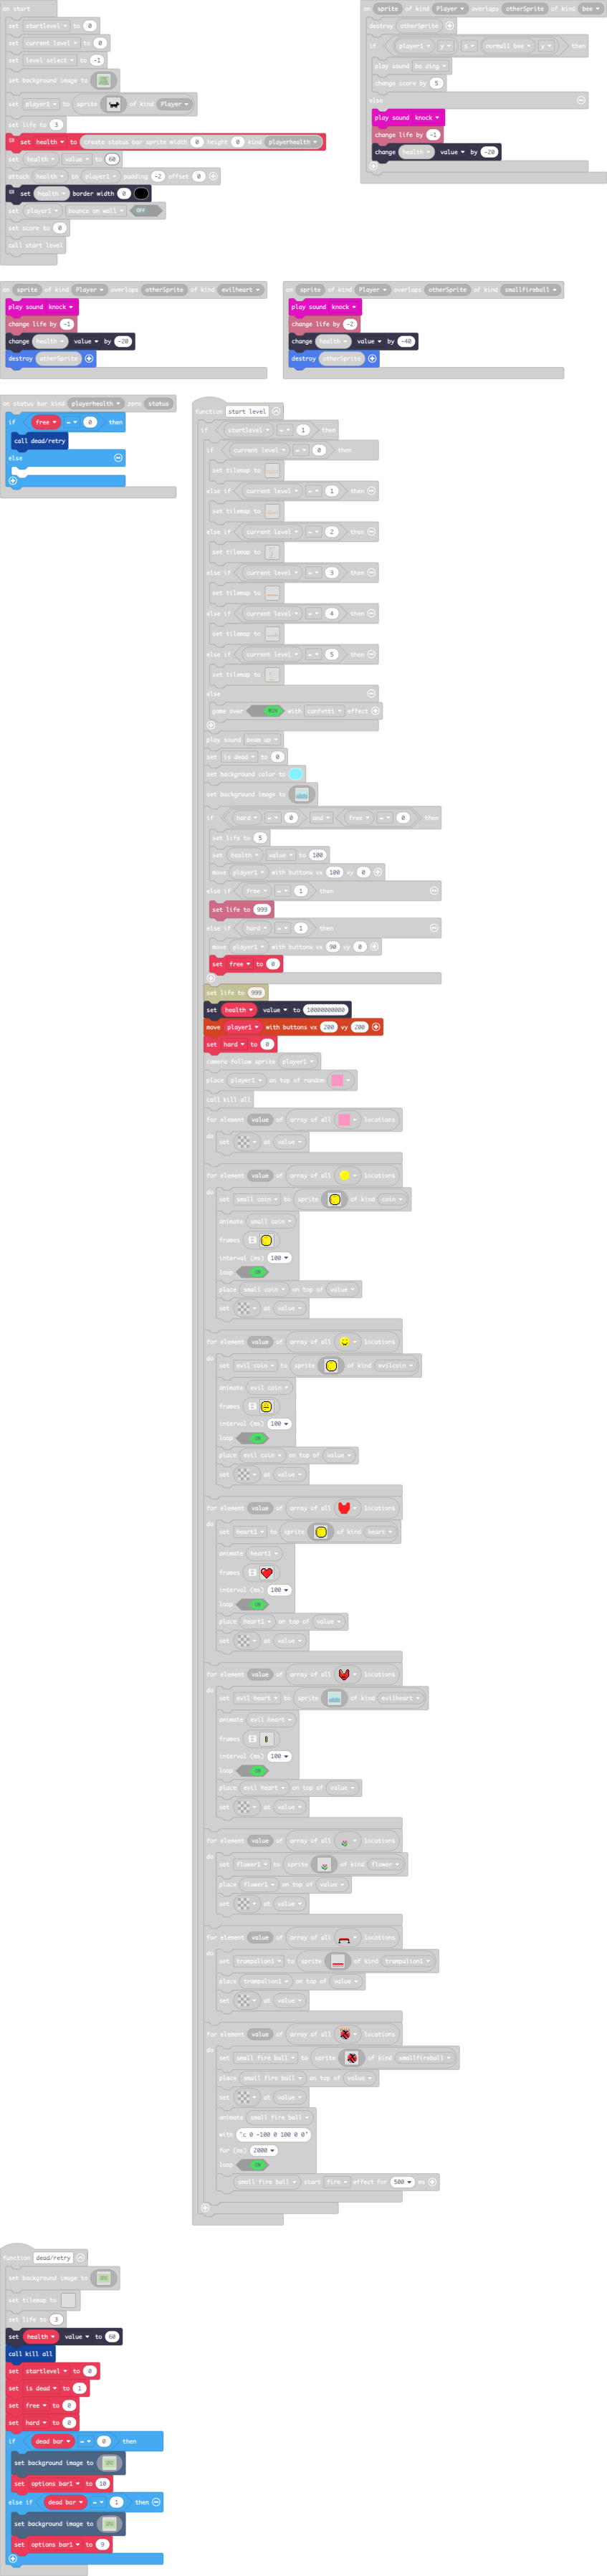 on start
set startlevel to 0
set current level to 0
set level select to -1
set background image to
set player1 to sprite of kind Player
set life to 3
set health to create status bar sprite width 0 height 0 kind playerhealth
set health value to 60
attach health to player1 padding -2 offset 0
set health border width 0
set player1 bounce on wall OFF
set score to 0
call start level
on sprite of kind Player overlaps otherSprite of kind bee
destroy otherSprite
if player1 y normall bee y then
play sound ba ding
change score by 5
else
play sound knock
change life by -1
change health value by -20
on sprite of kind Player overlaps otherSprite of kind evilheart
play sound knock
change life by -1
change health value by -20
destroy otherSprite
on sprite of kind Player overlaps otherSprite of kind smallfireball
play sound knock
change life by -2
change health value by -40
destroy otherSprite
on status bar kind playerhealth zero status
if free = 0 then
call dead/retry
else
function start level
if startlevel = 1 then
if current level = 0 then
set tilemap to
else if current level = 1 then
set tilemap to
else if current level = 2 then
set tilemap to
else if current level = 3 then
set tilemap to
else if current level = 4 then
set tilemap to
else if current level = 5 then
set tilemap to
else
game over WIN with confetti effect
play sound beam up
set is dead to 0
set background color to
set background image to
if hard = 0 and free = 0 then
set life to 5
set health value to 100
move player1 with buttons vx 100 vy 0
else if free = 1 then
set life to 999
else if hard = 1 then
move player1 with buttons vx 90 vy 0
set free to 0
set life to 999
set health value to 10000000000
move player1 with buttons vx 200 vy 200
set hard to 0
camera follow sprite player1
place player1 on top of random
call kill all
for element value of array of all locations
do set at value
for element value of array of all locations
do set small coin to sprite of kind coin
animate small coin
frames
interval (ms) 100
loop ON
place small coin on top of value
set at value
for element value of array of all locations
do set evil coin to sprite of kind evilcoin
animate evil coin
frames
interval (ms) 100
loop ON
place evil coin on top of value
set at value
for element value of array of all locations
do set heart1 to sprite of kind heart
animate heart1
frames
interval (ms) 100
loop ON
place heart1 on top of value
set at value
for element value of array of all locations
do set evil heart to sprite of kind evilheart
animate evil heart
frames
interval (ms) 100
loop ON
place evil heart on top of value
set at value
for element value of array of all locations
do set flower1 to sprite of kind flower
place flower1 on top of value
set at value
for element value of array of all locations
do set trampalion1 to sprite of kind trampalion1
place trampalion1 on top of value
set at value
for element value of array of all locations
do set small fire ball to sprite of kind smallfireball
place small fire ball on top of value
set at value
animate small fire ball
with "c 0 -100 0 100 0 0"
for (ms) 2000
loop ON
small fire ball start fire effect for 500 ms
function dead/retry
set background image to
set tilemap to
set life to 3
set health value to 60
call kill all
set startlevel to 0
set is dead to 1
set free to 0
set hard to 0
if dead bar = 0 then
set background image to
set options bar1 to 10
else if dead bar = 1 then
set background image to
set options bar1 to 9